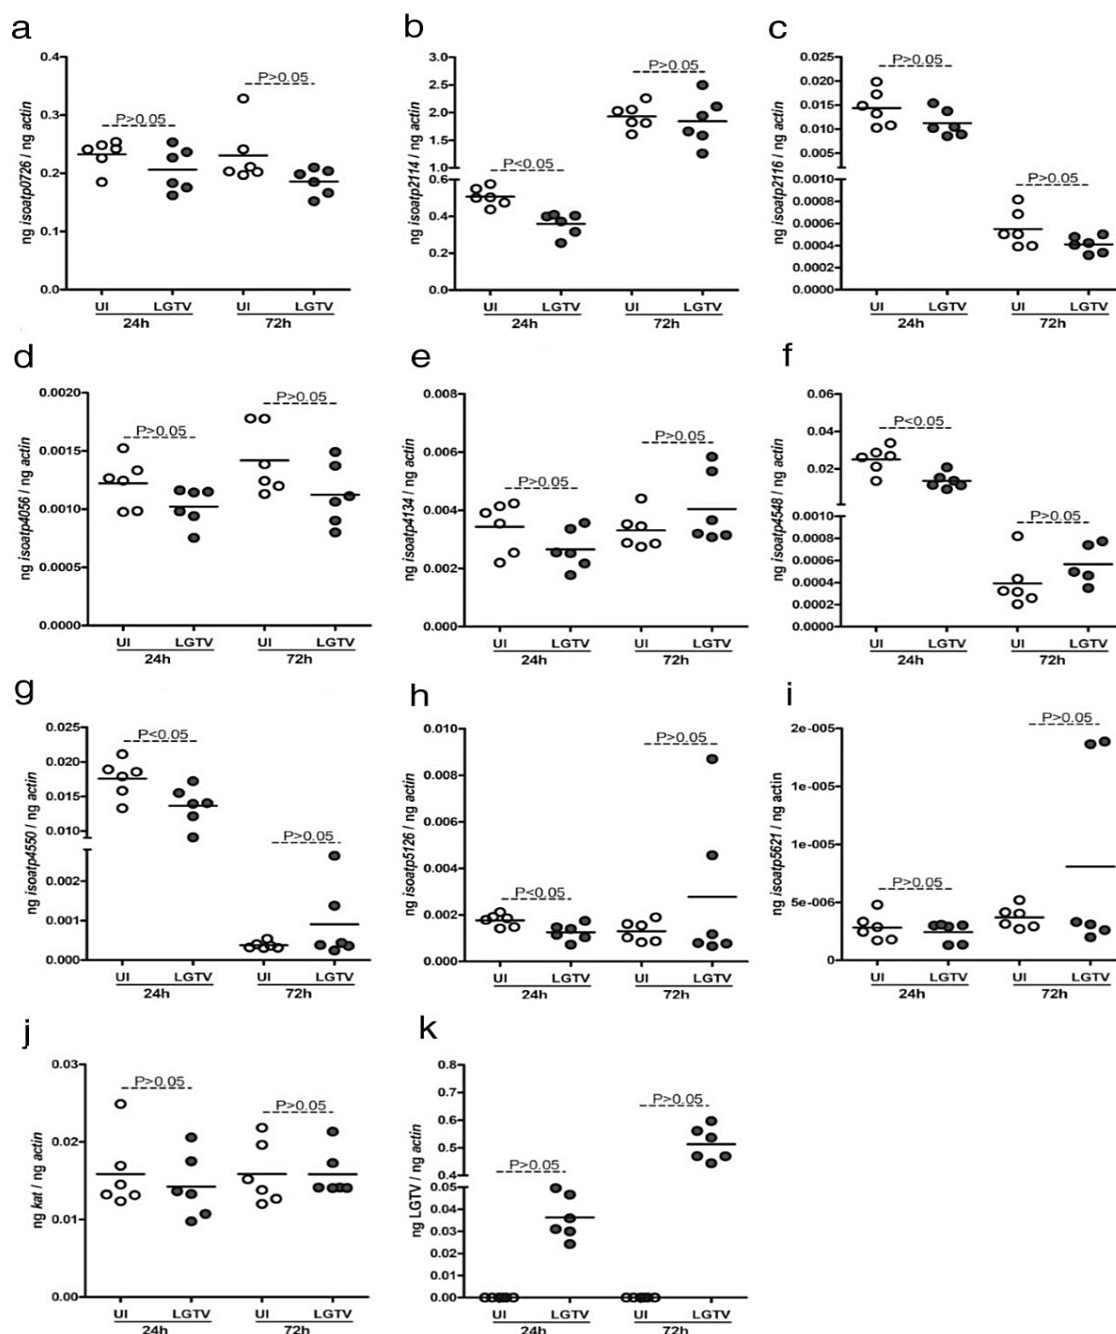 a
ng isoatp0726 / ng actin
0.4
0.3
0.2
0.1
0.0
P>0.05
P>0.05
UI LGTV UI LGTV
24h 72h
b
ng isoatp2114 / ng actin
3.0
2.5
2.0
1.5
1.0
0.6
0.4
0.2
0.0
P<0.05
P>0.05
UI LGTV UI LGTV
24h 72h
c
ng isoatp2116 / ng actin
0.025
0.020
0.015
0.010
0.005
0.0010
0.0008
0.0006
0.0004
0.0002
0.0000
P>0.05
P>0.05
UI LGTV UI LGTV
24h 72h
d
ng isoatp4056 / ng actin
0.0020
0.0015
0.0010
0.0005
0.0000
P>0.05
P>0.05
UI LGTV UI LGTV
24h 72h
e
ng isoatp4134 / ng actin
0.008
0.006
0.004
0.002
0.000
P>0.05
P>0.05
UI LGTV UI LGTV
24h 72h
f
ng isoatp4548 / ng actin
0.06
0.04
0.02
0.0010
0.0008
0.0006
0.0004
0.0002
0.0000
P<0.05
P>0.05
UI LGTV UI LGTV
24h 72h
g
ng isoatp4550 / ng actin
0.025
0.020
0.015
0.010
0.002
0.001
0.000
P<0.05
P>0.05
UI LGTV UI LGTV
24h 72h
h
ng isoatp5126 / ng actin
0.010
0.008
0.006
0.004
0.002
0.000
P<0.05
P>0.05
UI LGTV UI LGTV
24h 72h
i
ng isoatp5621 / ng actin
2e-005
1e-005
1e-005
5e-006
0
P>0.05
P>0.05
UI LGTV UI LGTV
24h 72h
j
ng kat / ng actin
0.03
0.02
0.01
0.00
P>0.05
P>0.05
UI LGTV UI LGTV
24h 72h
k
ng LGTV / ng actin
0.8
0.7
0.6
0.5
0.4
0.05
0.04
0.03
0.02
0.01
0.00
P>0.05
P>0.05
UI LGTV UI LGTV
24h 72h